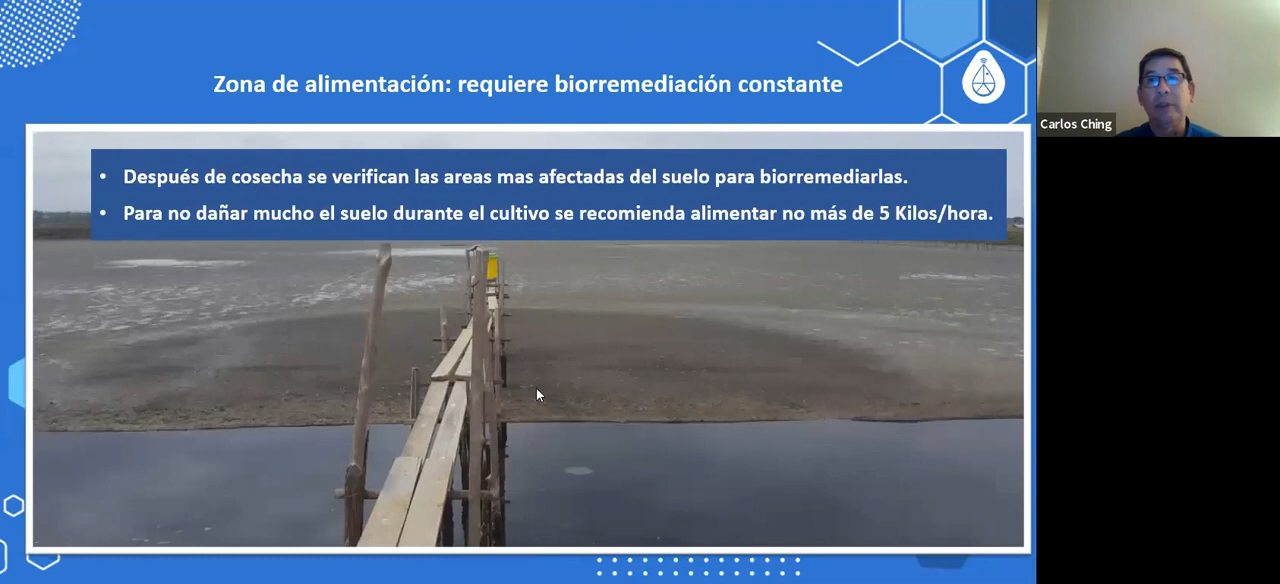 Zona de alimentación: requiere biorremediación constante
Carlos Ching
• Después de cosecha se verifican las areas mas afectadas del suelo para biorremediarlas.
• Para no dañar mucho el suelo durante el cultivo se recomienda alimentar no más de 5 Kilos/hora.